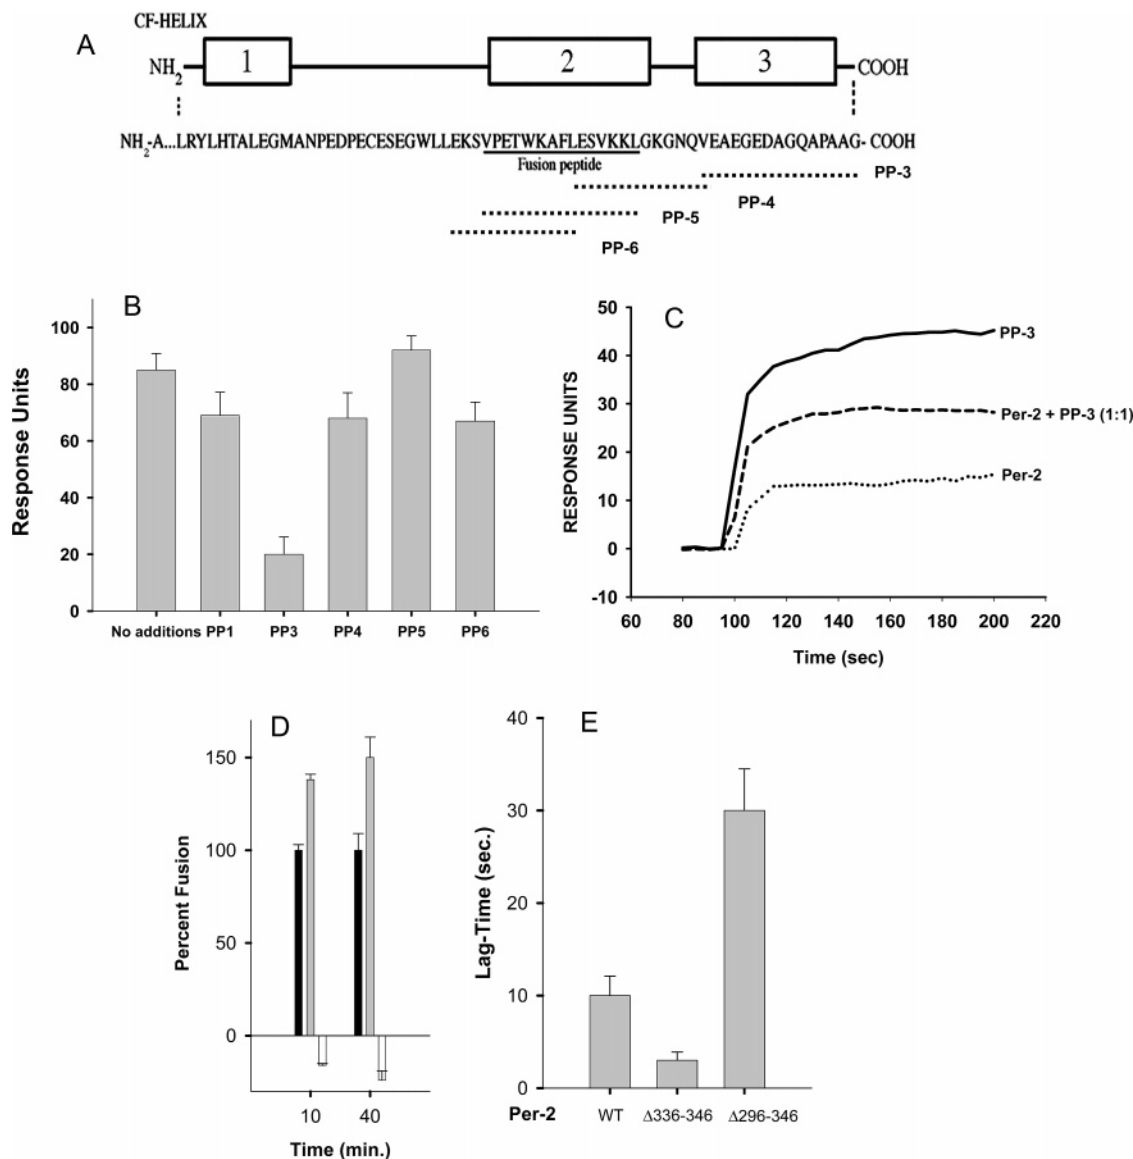 A
CF-HELIX
NH2 1 2 3 COOH
NH2-A...LRYLHTALEGMANPEDPECESEGWLLEKSVPETWKAFLESVKKLGKGNQVEAEGEDAGQAPAAG- COOH
Fusion peptide
PP-3
PP-4
PP-5
PP-6
B
Response Units
100
80
60
40
20
0
No additions PP1 PP3 PP4 PP5 PP6
C
RESPONSE UNITS
50
40
30
20
10
0
-10
PP-3
Per-2 + PP-3 (1:1)
Per-2
60 80 100 120 140 160 180 200 220
Time (sec)
D
Percent Fusion
150
100
50
0
10 40
Time (min.)
E
Lag-Time (sec.)
40
30
20
10
0
Per-2 WT Δ336-346 Δ296-346